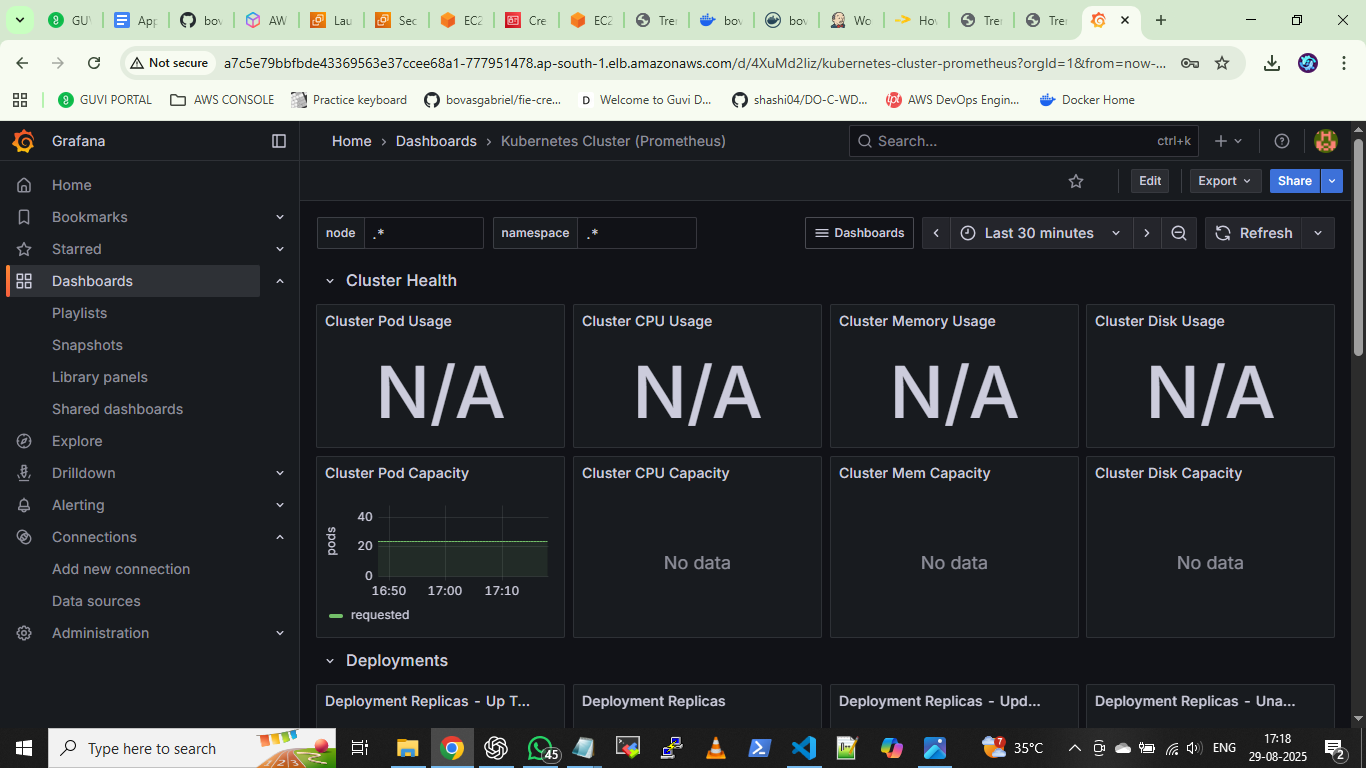 GUV
App
bov
AW
Lau
Sec
EC2
Cre
EC2
Tre
bov
bov
Wo
Hov
Tre
Tre
Not secure
a7c5e79bbfbde43369563e37ccee68a1-777951478.ap-south-1.elb.amazonaws.com/d/4XuMd2Iiz/kubernetes-cluster-prometheus?orgId=1&from=now-...
GUVI PORTAL
AWS CONSOLE
Practice keyboard
bovasgabriel/fie-cre...
Welcome to Guvi D...
shashi04/DO-C-WD...
AWS DevOps Engin...
Docker Home
Grafana
Home › Dashboards › Kubernetes Cluster (Prometheus)
Search...
ctrl+k
Edit
Export
Share
Home
Bookmarks
Starred
Dashboards
Playlists
Snapshots
Library panels
Shared dashboards
Explore
Drilldown
Alerting
Connections
Add new connection
Data sources
Administration
node .*
namespace .*
Dashboards
Last 30 minutes
Refresh
Cluster Health
Cluster Pod Usage
N/A
Cluster CPU Usage
N/A
Cluster Memory Usage
N/A
Cluster Disk Usage
N/A
Cluster Pod Capacity
pods
40
20
0
16:50
17:00
17:10
requested
Cluster CPU Capacity
No data
Cluster Mem Capacity
No data
Cluster Disk Capacity
No data
Deployments
Deployment Replicas - Up T...
Deployment Replicas
Deployment Replicas - Upd...
Deployment Replicas - Una...
Type here to search
45
7
35°C
ENG
17:18
29-08-2025
2